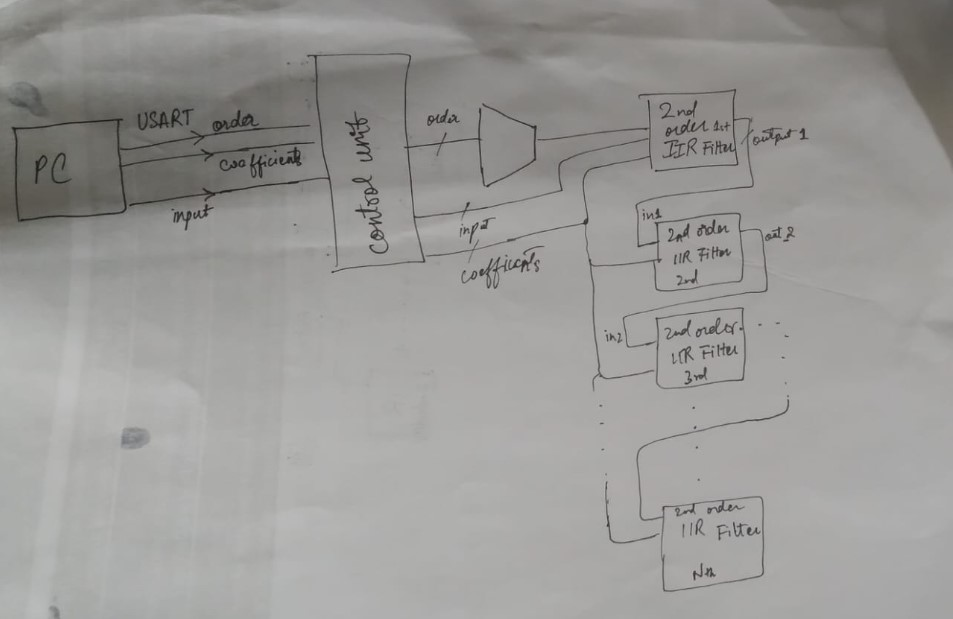 PC
USART
order
coefficients
input
control unit
order
input
coefficients
2nd
order 1st
IIR Filter
output 1
in1
2nd order
IIR Filter
2nd
out 2
in2
2nd order
IIR Filter
3rd
2nd order
IIR Filter
Nth